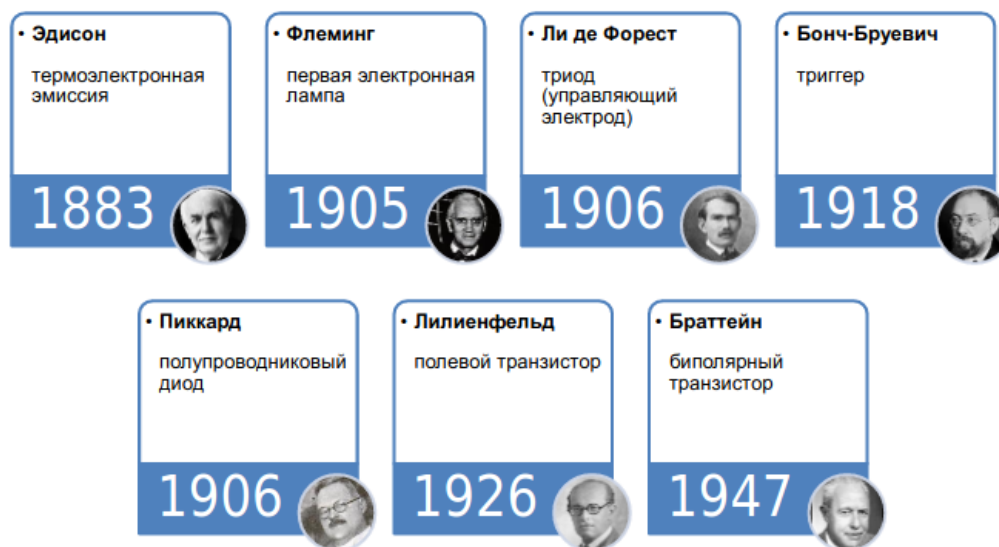 • Эдисон
термоэлектронная
эмиссия
1883
• Флеминг
первая электронная
лампа
1905
• Ли де Форест
триод
(управляющий
электрод)
1906
• Бонч-Бруевич
триггер
1918
• Пиккард
полупроводниковый
диод
1906
• Лилиенфельд
полевой транзистор
1926
• Браттейн
биполярный
транзистор
1947